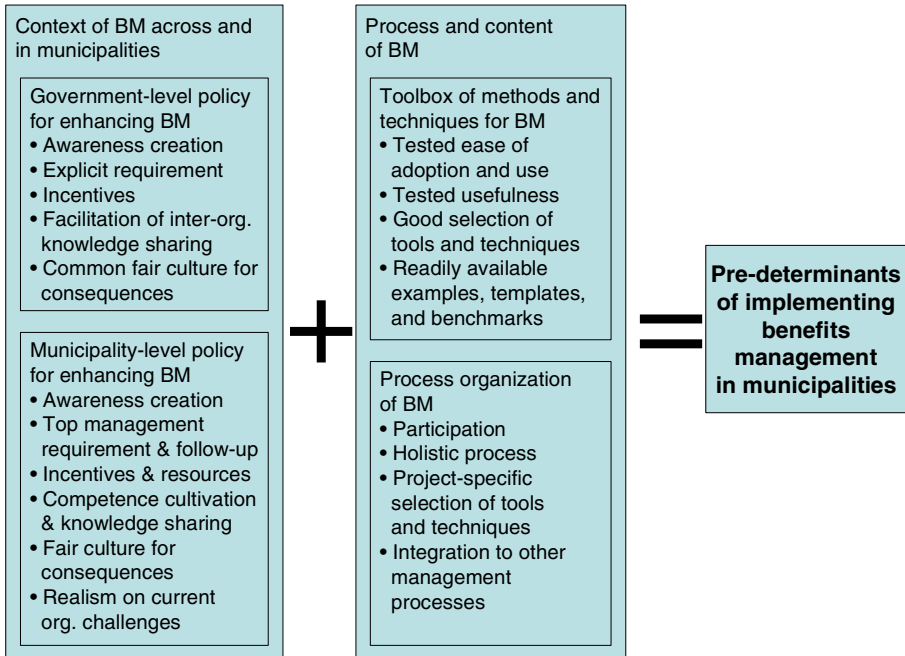 Context of BM across and
in municipalities
Government-level policy
for enhancing BM
• Awareness creation
• Explicit requirement
• Incentives
• Facilitation of inter-org.
knowledge sharing
• Common fair culture for
consequences
Municipality-level policy
for enhancing BM
• Awareness creation
• Top management
requirement & follow-up
• Incentives & resources
• Competence cultivation
& knowledge sharing
• Fair culture for
consequences
• Realism on current
org. challenges
+
Process and content
of BM
Toolbox of methods and
techniques for BM
• Tested ease of
adoption and use
• Tested usefulness
• Good selection of
tools and techniques
• Readily available
examples, templates,
and benchmarks
Process organization
of BM
• Participation
• Holistic process
• Project-specific
selection of tools
and techniques
• Integration to other
management
processes
=
Pre-determinants
of implementing
benefits
management
in municipalities